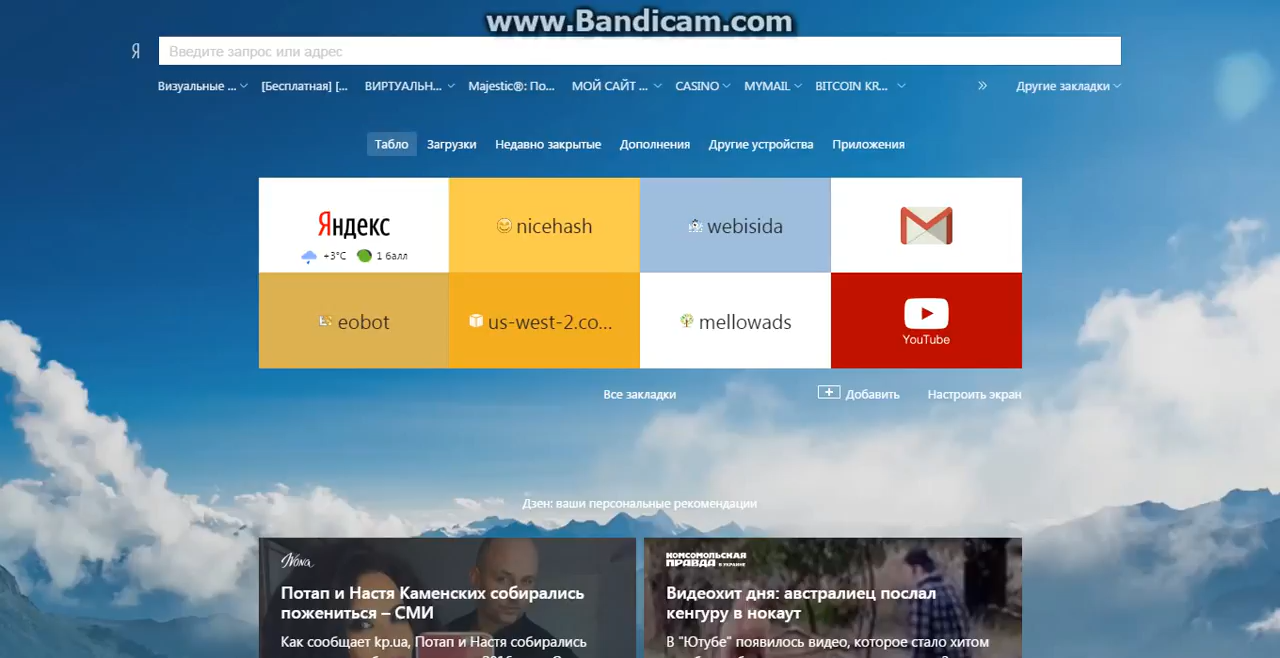 www.Bandicam.com
Я Введите запрос или адрес
Визуальные ... [Бесплатная] [... ВИРТУАЛЬН... Majestic®: По... МОЙ САЙТ ... CASINO MYMAIL BITCOIN KR... » Другие закладки
Табло Загрузки Недавно закрытые Дополнения Другие устройства Приложения
Яндекс
+3°C 1 балл
nicehash
webisida
eobot
us-west-2.co...
mellowads
YouTube
Все закладки Добавить Настроить экран
Дзен: ваши персональные рекомендации
Потап и Настя Каменских собирались
пожениться – СМИ
Как сообщает kp.ua, Потап и Настя собирались
КОМСОМОЛЬСКАЯ
ПРАВДА В УКРАИНЕ
Видеохит дня: австралиец послал
кенгуру в нокаут
В "Ютубе" появилось видео, которое стало хитом